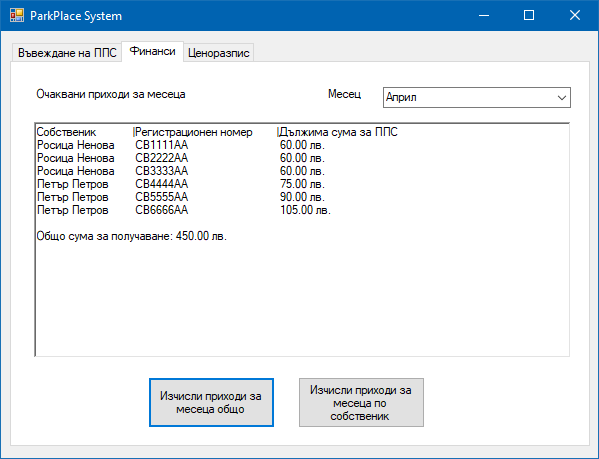 ParkPlace System
Въвеждане на ППС Финанси Ценоразпис
Очаквани приходи за месеца Месец Април
Собственик |Регистрационен номер |Дължима сума за ППС
Росица Ненова CB1111AA 60.00 лв.
Росица Ненова CB2222AA 60.00 лв.
Росица Ненова CB3333AA 60.00 лв.
Петър Петров CB4444AA 75.00 лв.
Петър Петров CB5555AA 90.00 лв.
Петър Петров CB6666AA 105.00 лв.
Общо сума за получаване: 450.00 лв.
Изчисли приходи за
месеца общо
Изчисли приходи за
месеца по
собственик